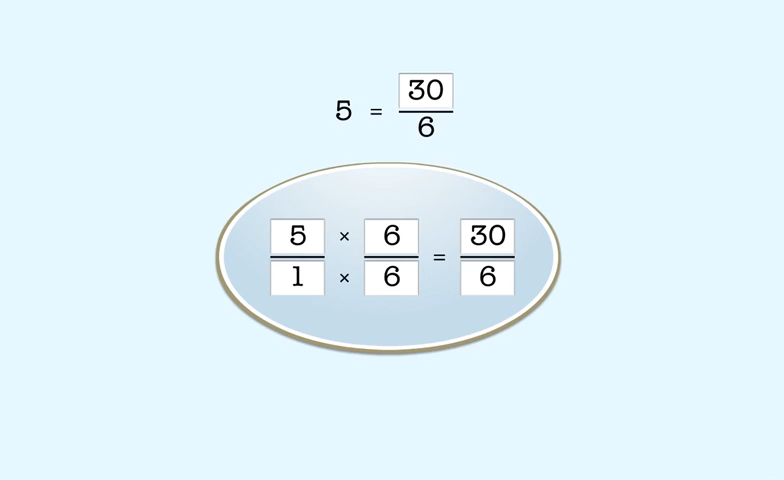 5 = 30/6
5 × 6 = 30
1 × 6 6